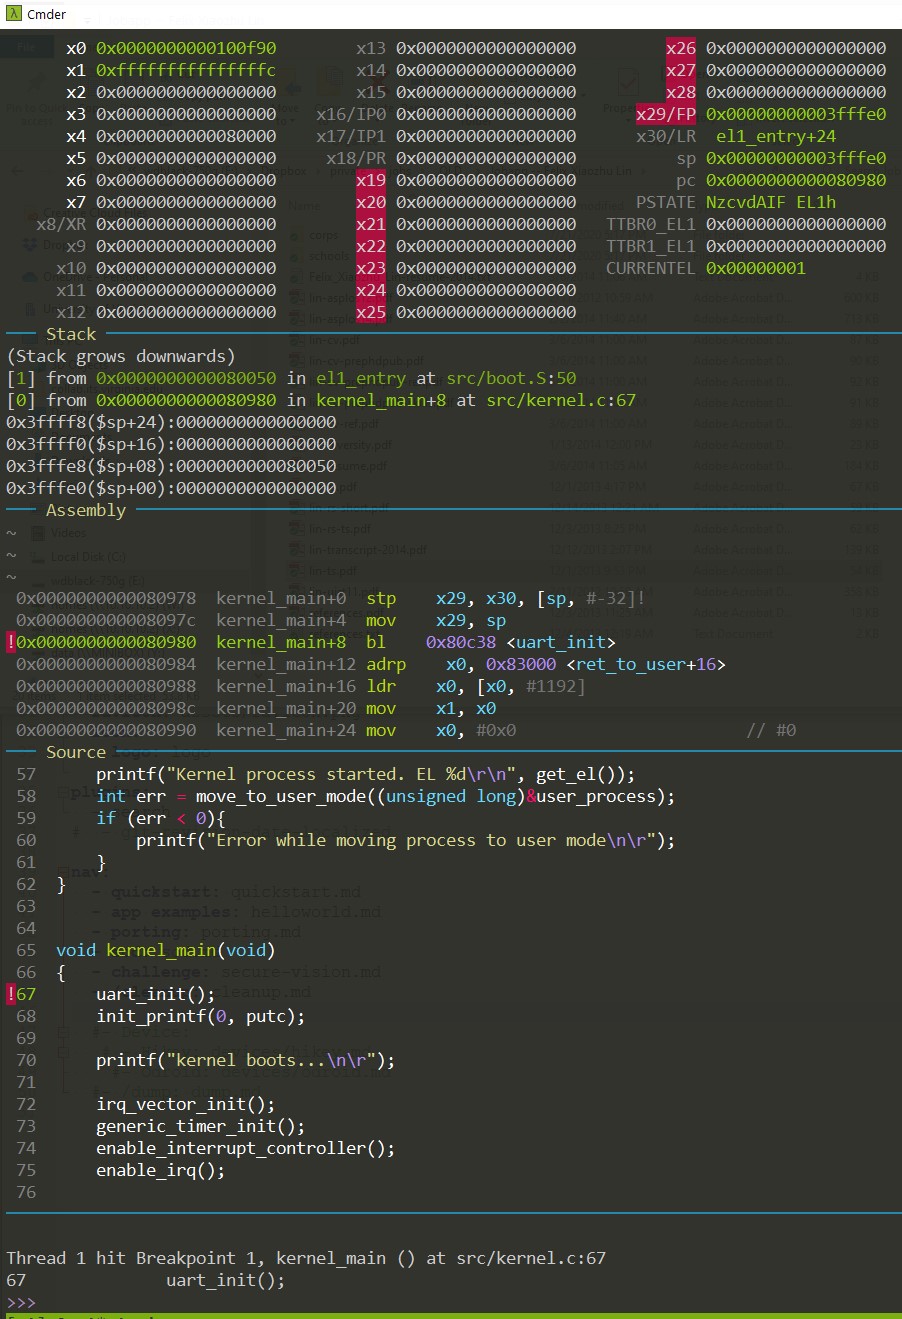 Cmder
x0 0x0000000000100f90 x13 0x0000000000000000 x26 0x0000000000000000
x1 0xfffffffffffffffc x14 0x0000000000000000 x27 0x0000000000000000
x2 0x0000000000000000 x15 0x0000000000000000 x28 0x0000000000000000
x3 0x0000000000000000 x16/IP0 0x0000000000000000 x29/FP 0x00000000003fffe0
x4 0x0000000000080000 x17/IP1 0x0000000000000000 x30/LR el1_entry+24
x5 0x0000000000000000 x18/PR 0x0000000000000000 sp 0x00000000003fffe0
x6 0x0000000000000000 x19 0x0000000000000000 pc 0x0000000000080980
x7 0x0000000000000000 x20 0x0000000000000000 PSTATE NzcvdAIF EL1h
x8/XR 0x0000000000000000 x21 0x0000000000000000 TTBR0_EL1 0x0000000000000000
x9 0x0000000000000000 x22 0x0000000000000000 TTBR1_EL1 0x0000000000000000
x10 0x0000000000000000 x23 0x0000000000000000 CURRENTEL 0x00000001
x11 0x0000000000000000 x24 0x0000000000000000
x12 0x0000000000000000 x25 0x0000000000000000
Stack
(Stack grows downwards)
[1] from 0x0000000000080050 in el1_entry at src/boot.S:50
[0] from 0x0000000000080980 in kernel_main+8 at src/kernel.c:67
0x3ffff8($sp+24):0000000000000000
0x3ffff0($sp+16):0000000000000000
0x3fffe8($sp+08):0000000000080050
0x3fffe0($sp+00):0000000000000000
Assembly
~
~
~
0x0000000000080978 kernel_main+0 stp x29, x30, [sp, #-32]!
0x000000000008097c kernel_main+4 mov x29, sp
!0x0000000000080980 kernel_main+8 bl 0x80c38 <uart_init>
0x0000000000080984 kernel_main+12 adrp x0, 0x83000 <ret_to_user+16>
0x0000000000080988 kernel_main+16 ldr x0, [x0, #1192]
0x000000000008098c kernel_main+20 mov x1, x0
0x0000000000080990 kernel_main+24 mov x0, #0x0 // #0
Source
57 printf("Kernel process started. EL %d\r\n", get_el());
58 int err = move_to_user_mode((unsigned long)&user_process);
59 if (err < 0){
60 printf("Error while moving process to user mode\n\r");
61 }
62 }
63
64
65 void kernel_main(void)
66 {
!67 uart_init();
68 init_printf(0, putc);
69
70 printf("kernel boots...\n\r");
71
72 irq_vector_init();
73 generic_timer_init();
74 enable_interrupt_controller();
75 enable_irq();
76
Thread 1 hit Breakpoint 1, kernel_main () at src/kernel.c:67
67 uart_init();
>>>